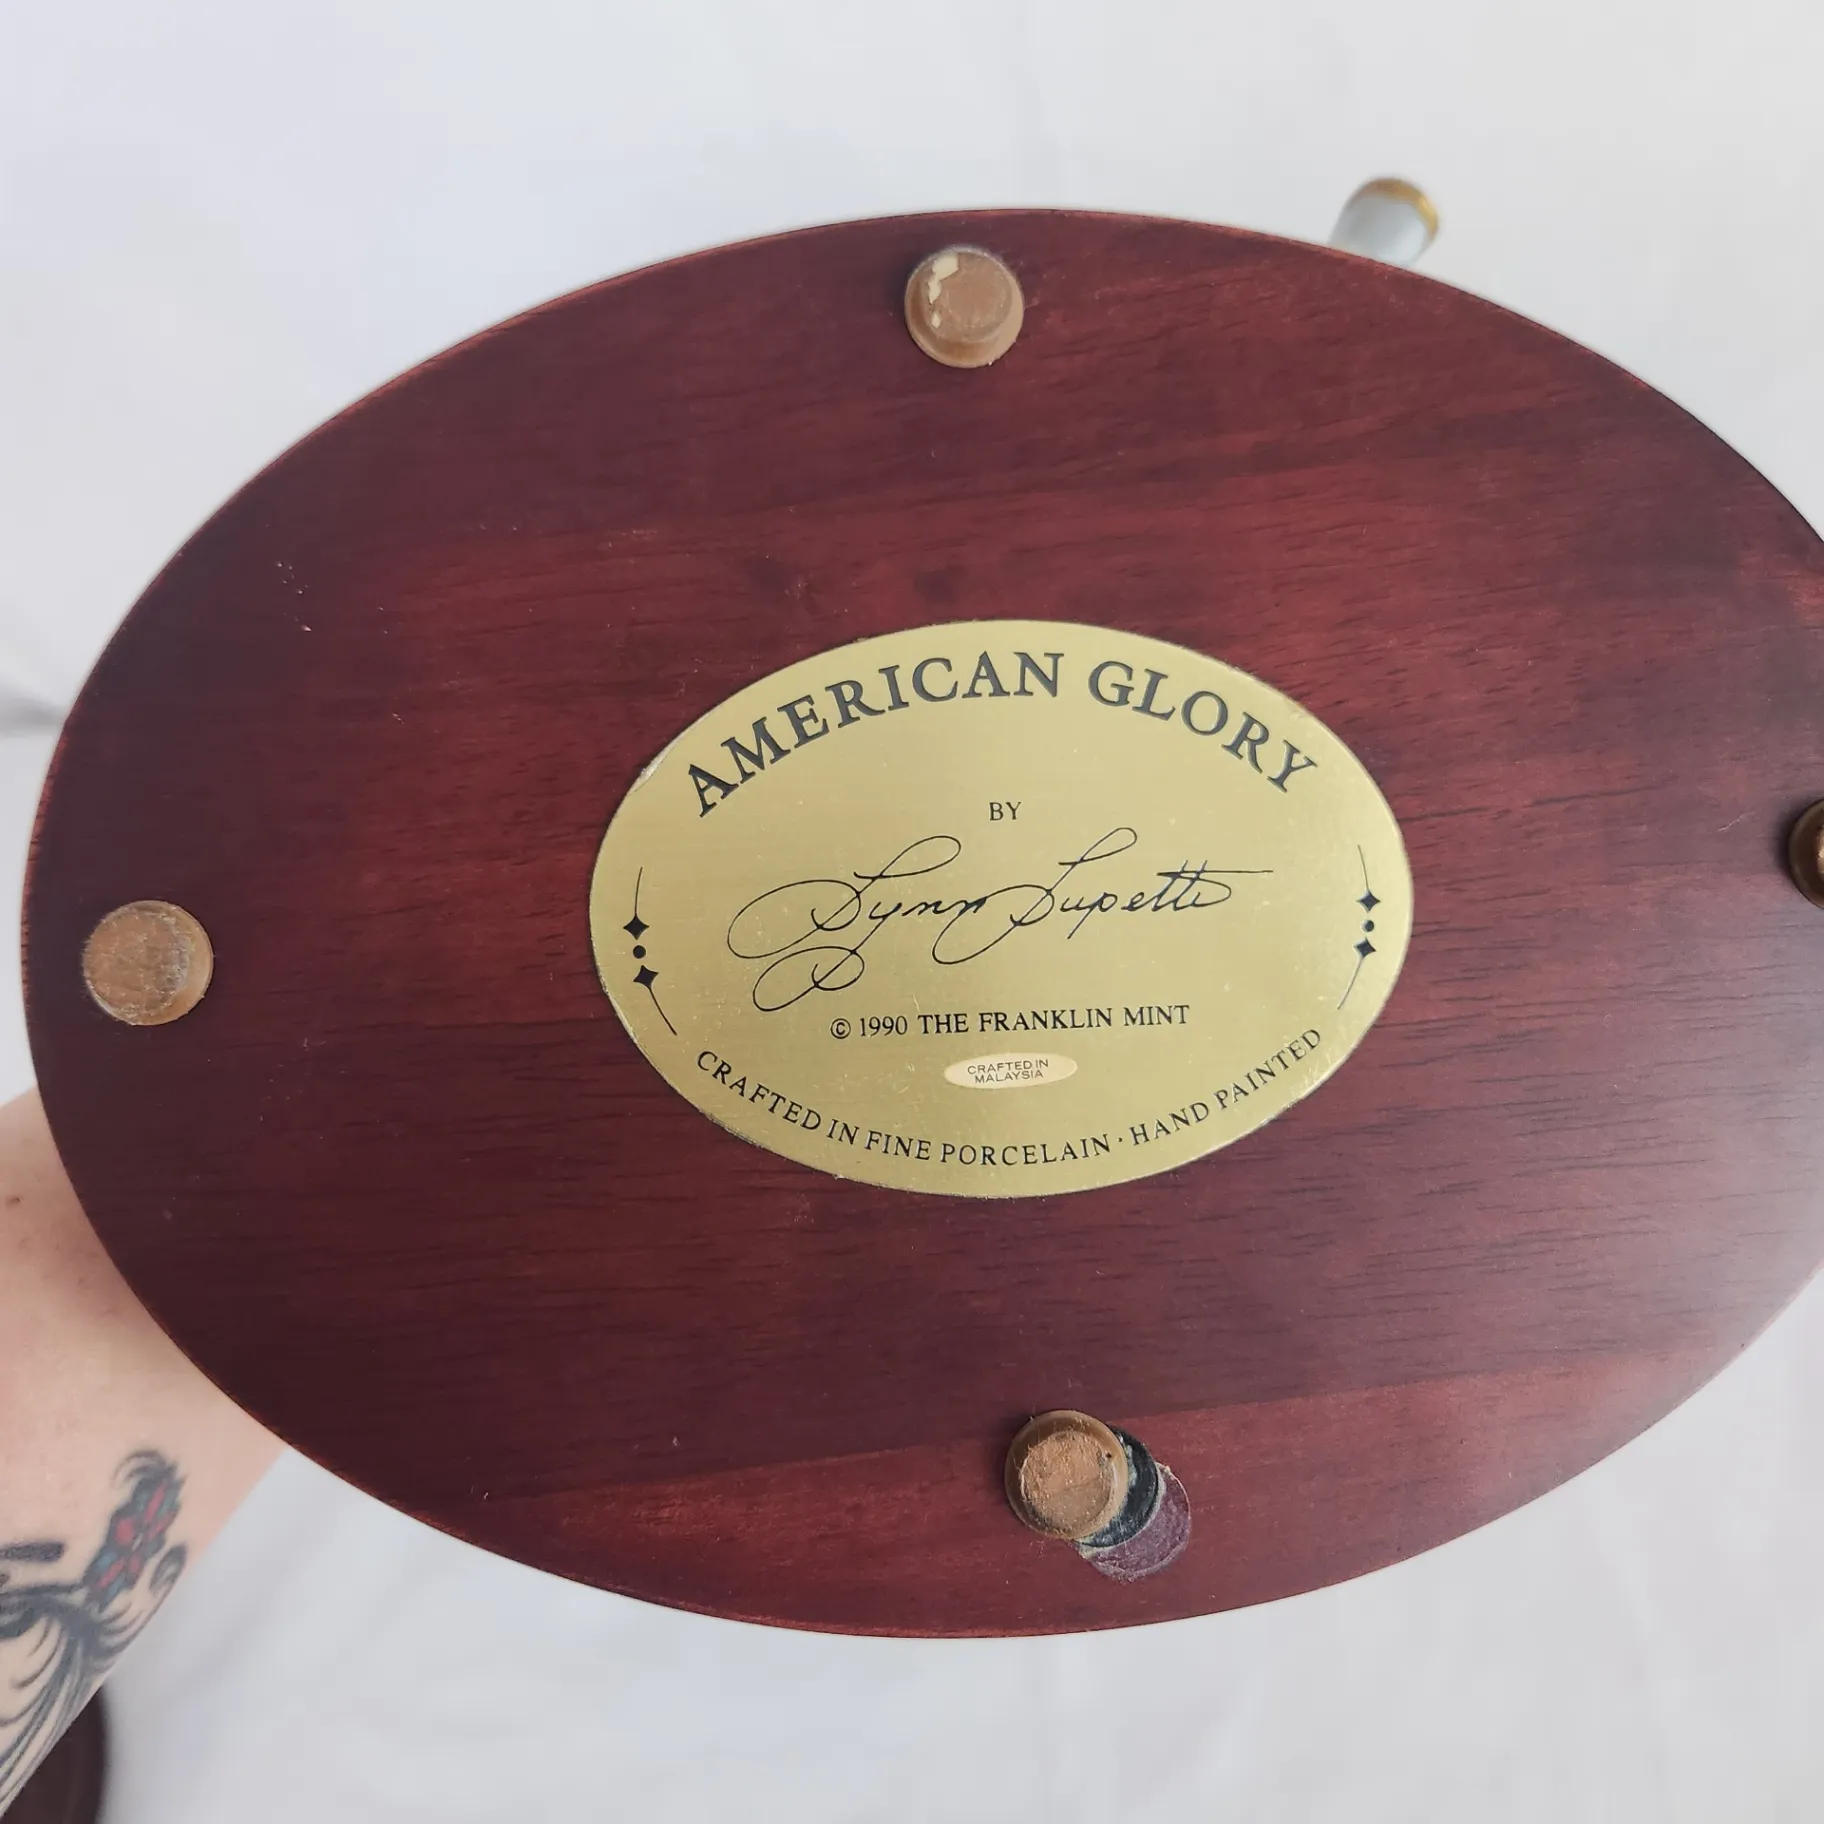 AMERICAN GLORY
BY
Lynn Lupetti
© 1990 THE FRANKLIN MINT
CRAFTED IN
MALAYSIA
CRAFTED IN FINE PORCELAIN · HAND PAINTED